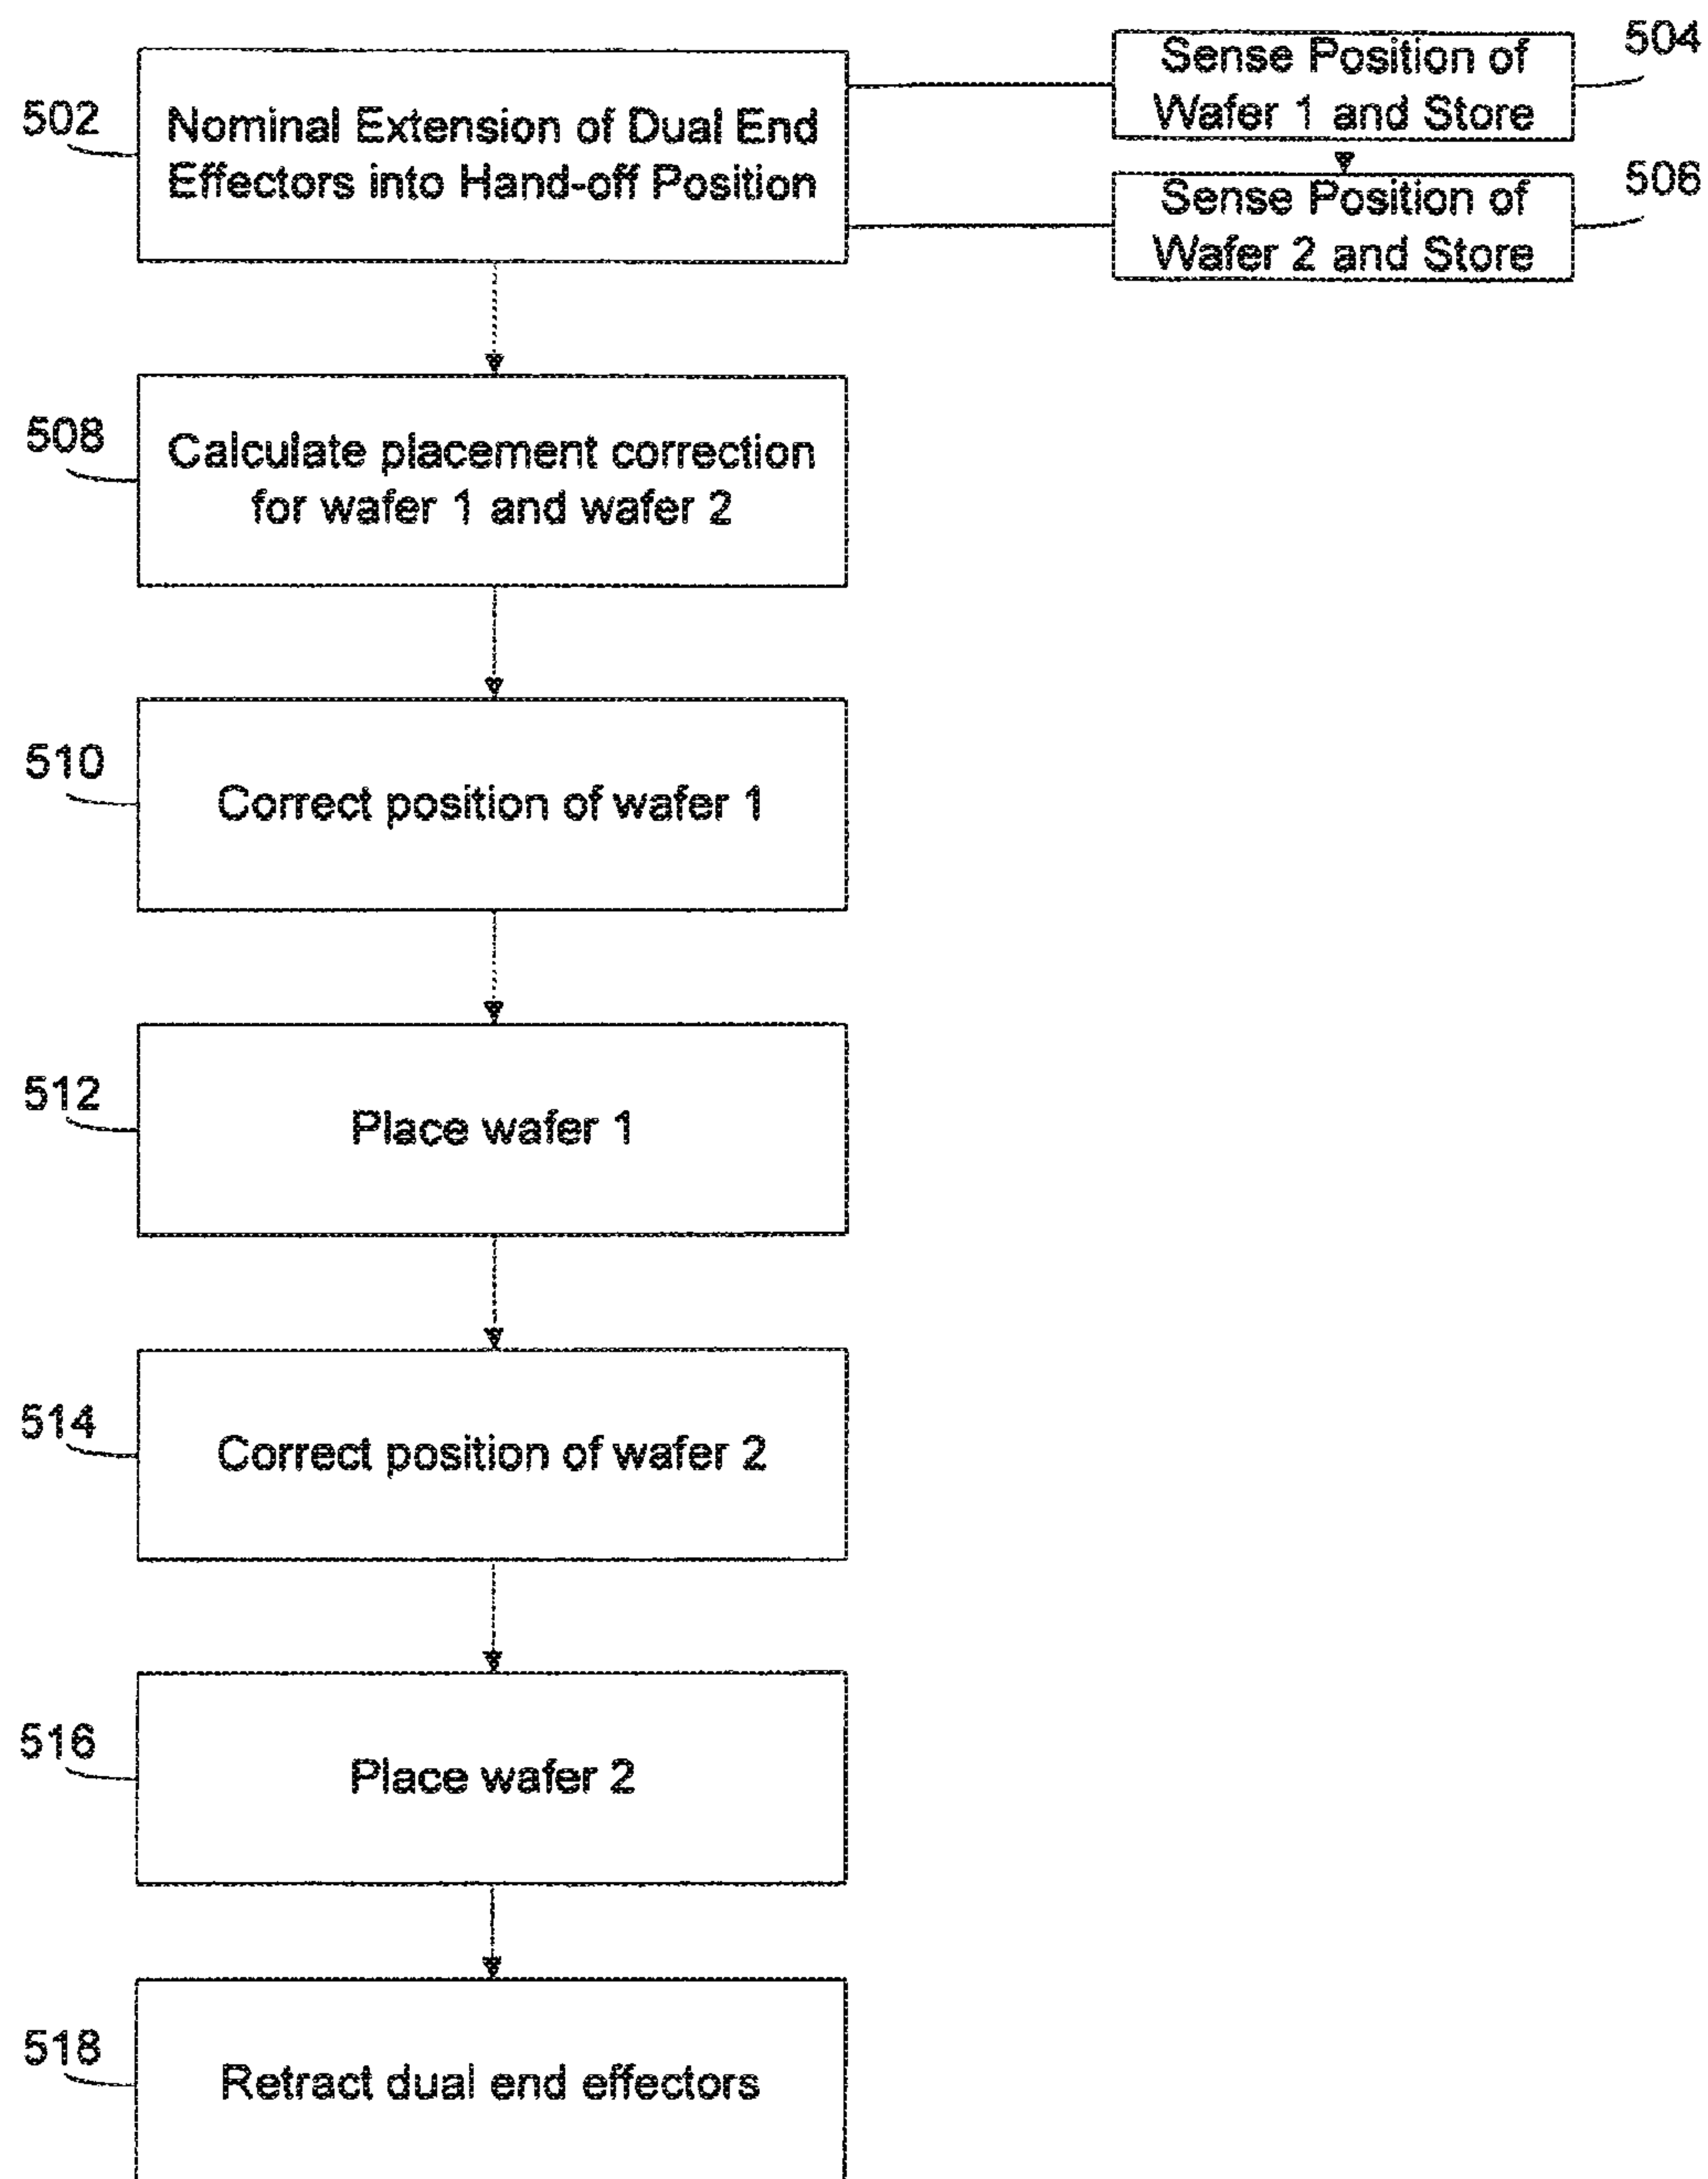 502
Nominal Extension of Dual End
Effectors into Hand-off Position
504
Sense Position of
Wafer 1 and Store
506
Sense Position of
Wafer 2 and Store
508
Calculate placement correction
for wafer 1 and wafer 2
510
Correct position of wafer 1
512
Place wafer 1
514
Correct position of wafer 2
516
Place wafer 2
518
Retract dual end effectors